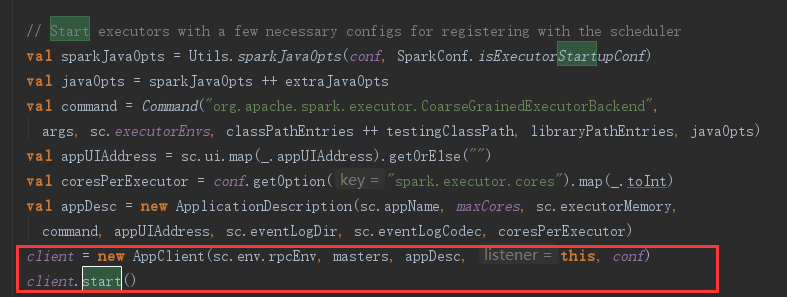 // Start executors with a few necessary configs for registering with the scheduler
val sparkJavaOpts = Utils.sparkJavaOpts(conf, SparkConf.isExecutorStartupConf)
val javaOpts = sparkJavaOpts ++ extraJavaOpts
val command = Command("org.apache.spark.executor.CoarseGrainedExecutorBackend",
args, sc.executorEnvs, classPathEntries ++ testingClassPath, libraryPathEntries, javaOpts)
val appUIAddress = sc.ui.map(_.appUIAddress).getOrElse("")
val coresPerExecutor = conf.getOption( key = "spark.executor.cores").map(_.toInt)
val appDesc = new ApplicationDescription(sc.appName, maxCores, sc.executorMemory,
command, appUIAddress, sc.eventLogDir, sc.eventLogCodec, coresPerExecutor)
client = new AppClient(sc.env.rpcEnv, masters, appDesc, listener = this, conf)
client.start()